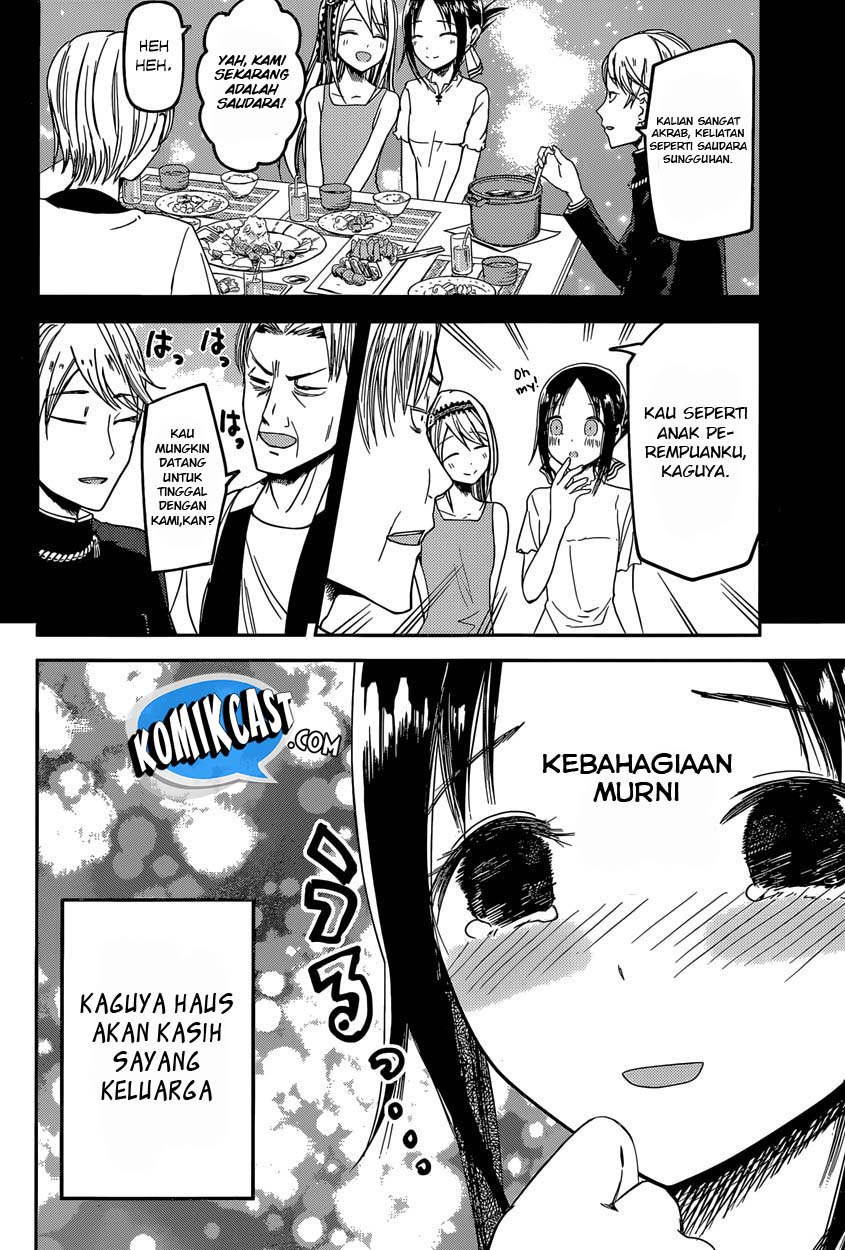 KALIAN SANGAT
AKRAB, KELIATAN
SEPERTI SAUDARA
SUNGGUHAN.
YAH, KAMI
SEKARANG
ADALAH
SAUDARA!
HEH
HEH.
KAU SEPERTI
ANAK PE-
REMPUANKU,
KAGUYA.
Oh
my!
はっ
はっ
はっ
KAU
MUNGKIN
DATANG
UNTUK
TINGGAL
DENGAN
KAMI,KAN?
KOMIKCAST
.COM
KEBAHAGIAAN
MURNI
うる...
KAGUYA HAUS
AKAN KASIH
SAYANG
KELUARGA